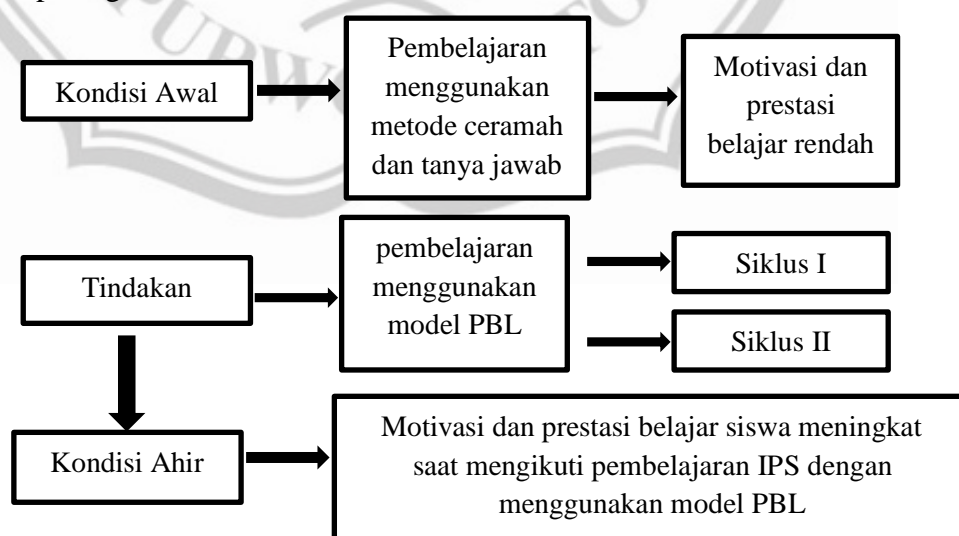 Kondisi Awal
Pembelajaran
menggunakan
metode ceramah
dan tanya jawab
Motivasi dan
prestasi
belajar rendah
Tindakan
pembelajaran
menggunakan
model PBL
Siklus I
Siklus II
Kondisi Ahir
Motivasi dan prestasi belajar siswa meningkat
saat mengikuti pembelajaran IPS dengan
menggunakan model PBL